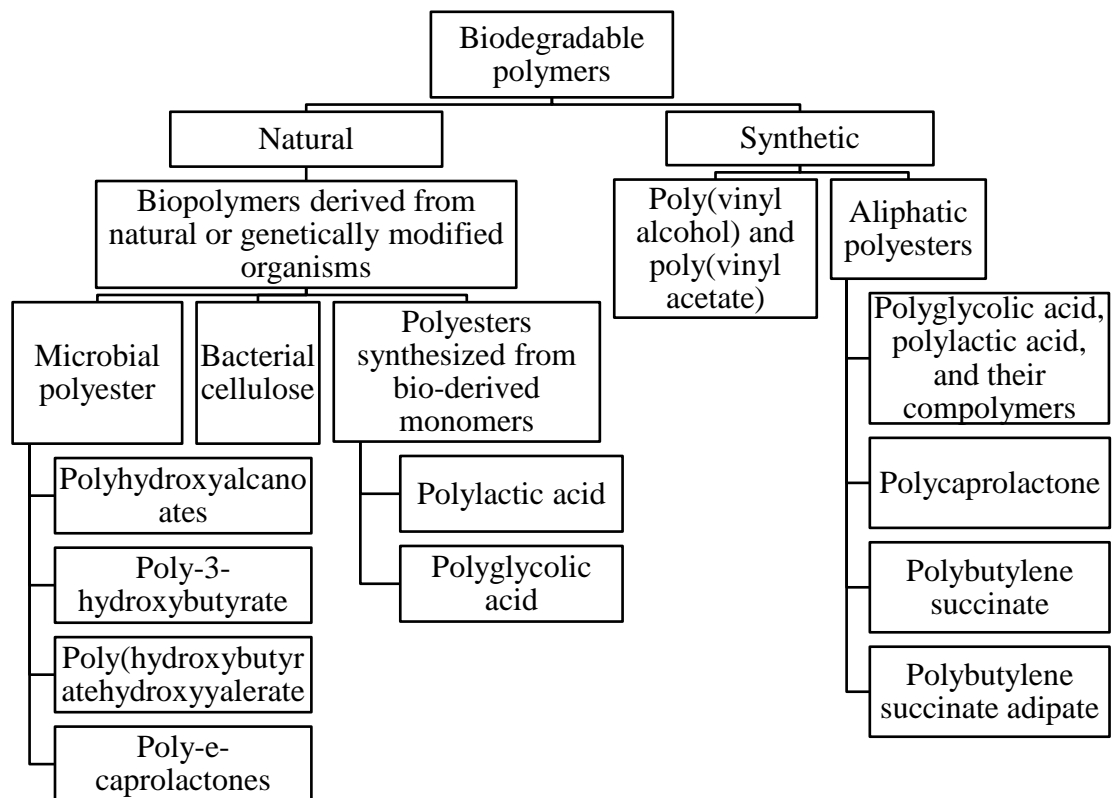 Biodegradable
polymers
Natural
Synthetic
Biopolymers derived from
natural or genetically modified
organisms
Poly(vinyl
alcohol) and
poly(vinyl
acetate)
Aliphatic
polyesters
Microbial
polyester
Bacterial
cellulose
Polyesters
synthesized from
bio-derived
monomers
Polyhydroxyalcano
ates
Poly-3-
hydroxybutyrate
Poly(hydroxybutyr
atehydroxyyalerate
Poly-e-
caprolactones
Polylactic acid
Polyglycolic
acid
Polyglycolic acid,
polylactic acid,
and their
compolymers
Polycaprolactone
Polybutylene
succinate
Polybutylene
succinate adipate